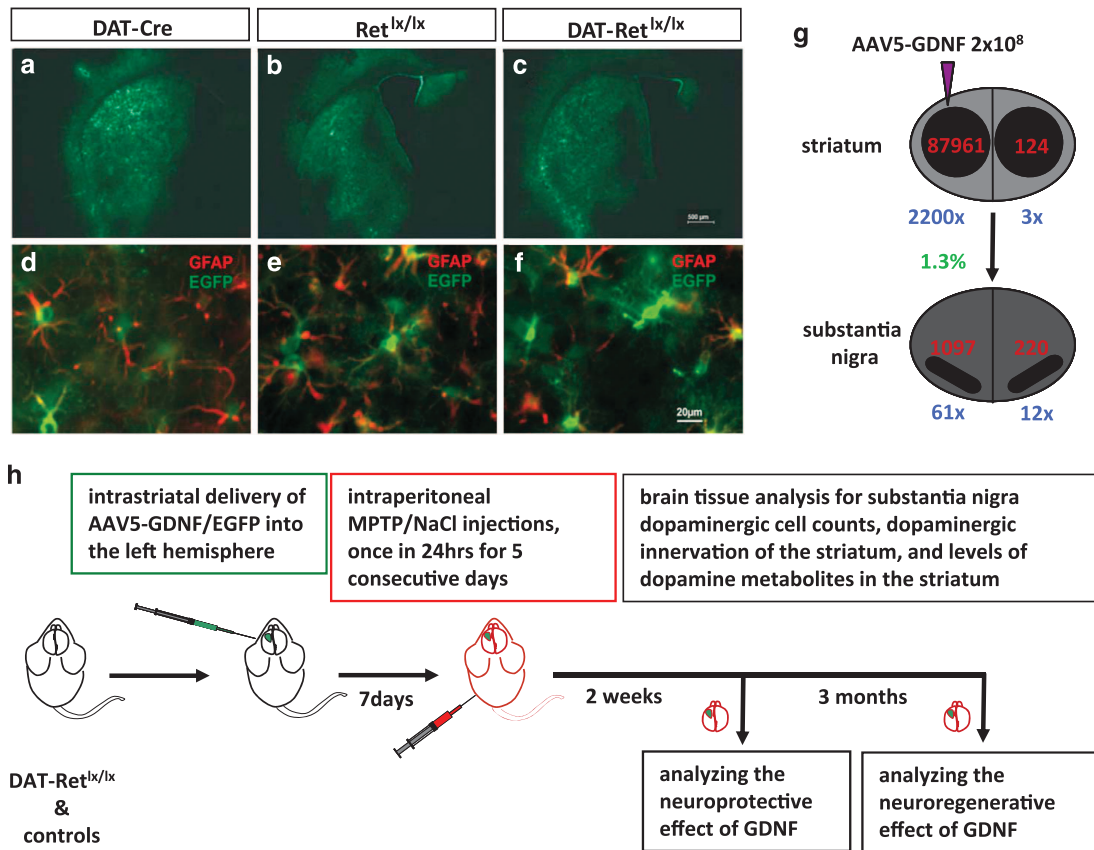 DAT-Cre
Ret^lx/lx
DAT-Ret^lx/lx
a
b
c
500 µm
d
GFAP
EGFP
e
GFAP
EGFP
f
GFAP
EGFP
20µm
g
AAV5-GDNF 2x10^8
striatum
87961
124
2200x
3x
1.3%
substantia
nigra
1097
220
61x
12x
h
intrastriatal delivery of
AAV5-GDNF/EGFP into
the left hemisphere
intraperitoneal
MPTP/NaCl injections,
once in 24hrs for 5
consecutive days
brain tissue analysis for substantia nigra
dopaminergic cell counts, dopaminergic
innervation of the striatum, and levels of
dopamine metabolites in the striatum
7days
2 weeks
3 months
DAT-Ret^lx/lx
&
controls
analyzing the
neuroprotective
effect of GDNF
analyzing the
neuroregenerative
effect of GDNF